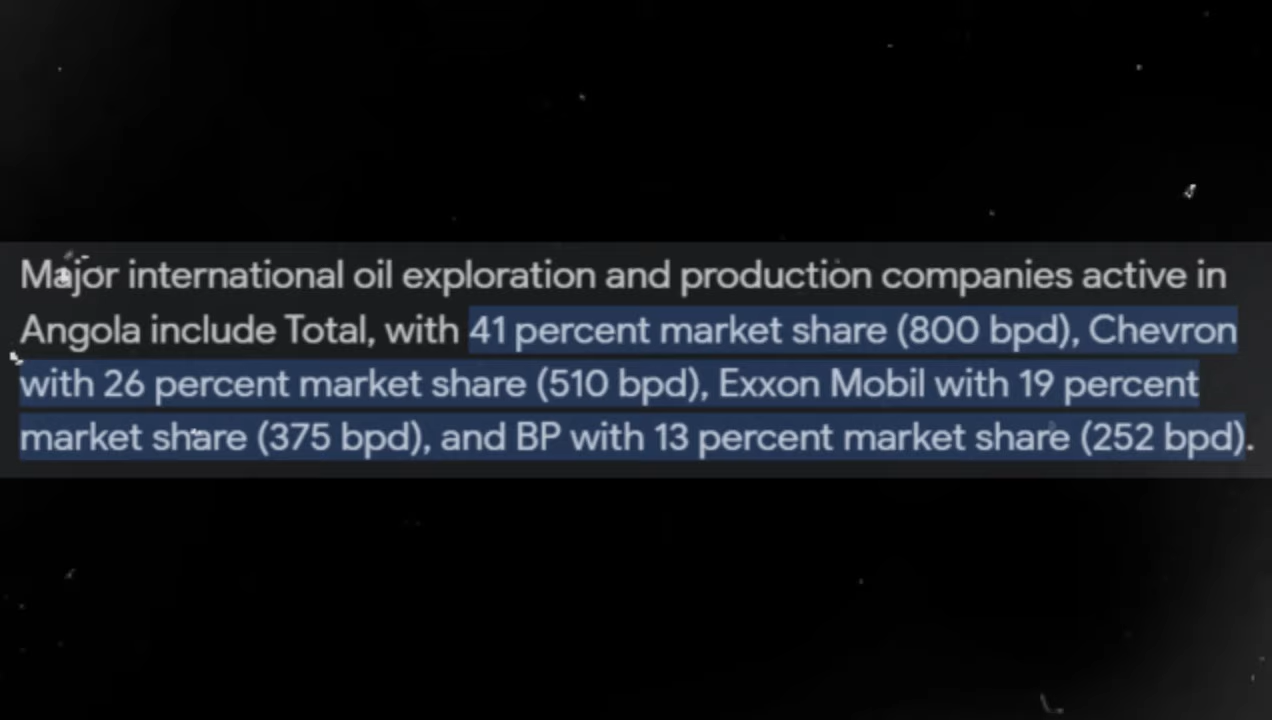 Major international oil exploration and production companies active in
Angola include Total, with 41 percent market share (800 bpd), Chevron
with 26 percent market share (510 bpd), Exxon Mobil with 19 percent
market share (375 bpd), and BP with 13 percent market share (252 bpd).